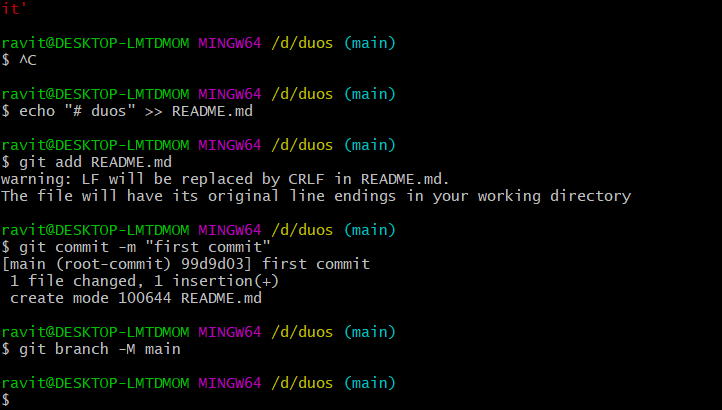 it'
ravit@DESKTOP-LMTDMOM MINGW64 /d/duos (main)
$ ^C
ravit@DESKTOP-LMTDMOM MINGW64 /d/duos (main)
$ echo "# duos" >> README.md
ravit@DESKTOP-LMTDMOM MINGW64 /d/duos (main)
$ git add README.md
warning: LF will be replaced by CRLF in README.md.
The file will have its original line endings in your working directory
ravit@DESKTOP-LMTDMOM MINGW64 /d/duos (main)
$ git commit -m "first commit"
[main (root-commit) 99d9d03] first commit
 1 file changed, 1 insertion(+)
 create mode 100644 README.md
ravit@DESKTOP-LMTDMOM MINGW64 /d/duos (main)
$ git branch -M main
ravit@DESKTOP-LMTDMOM MINGW64 /d/duos (main)
$